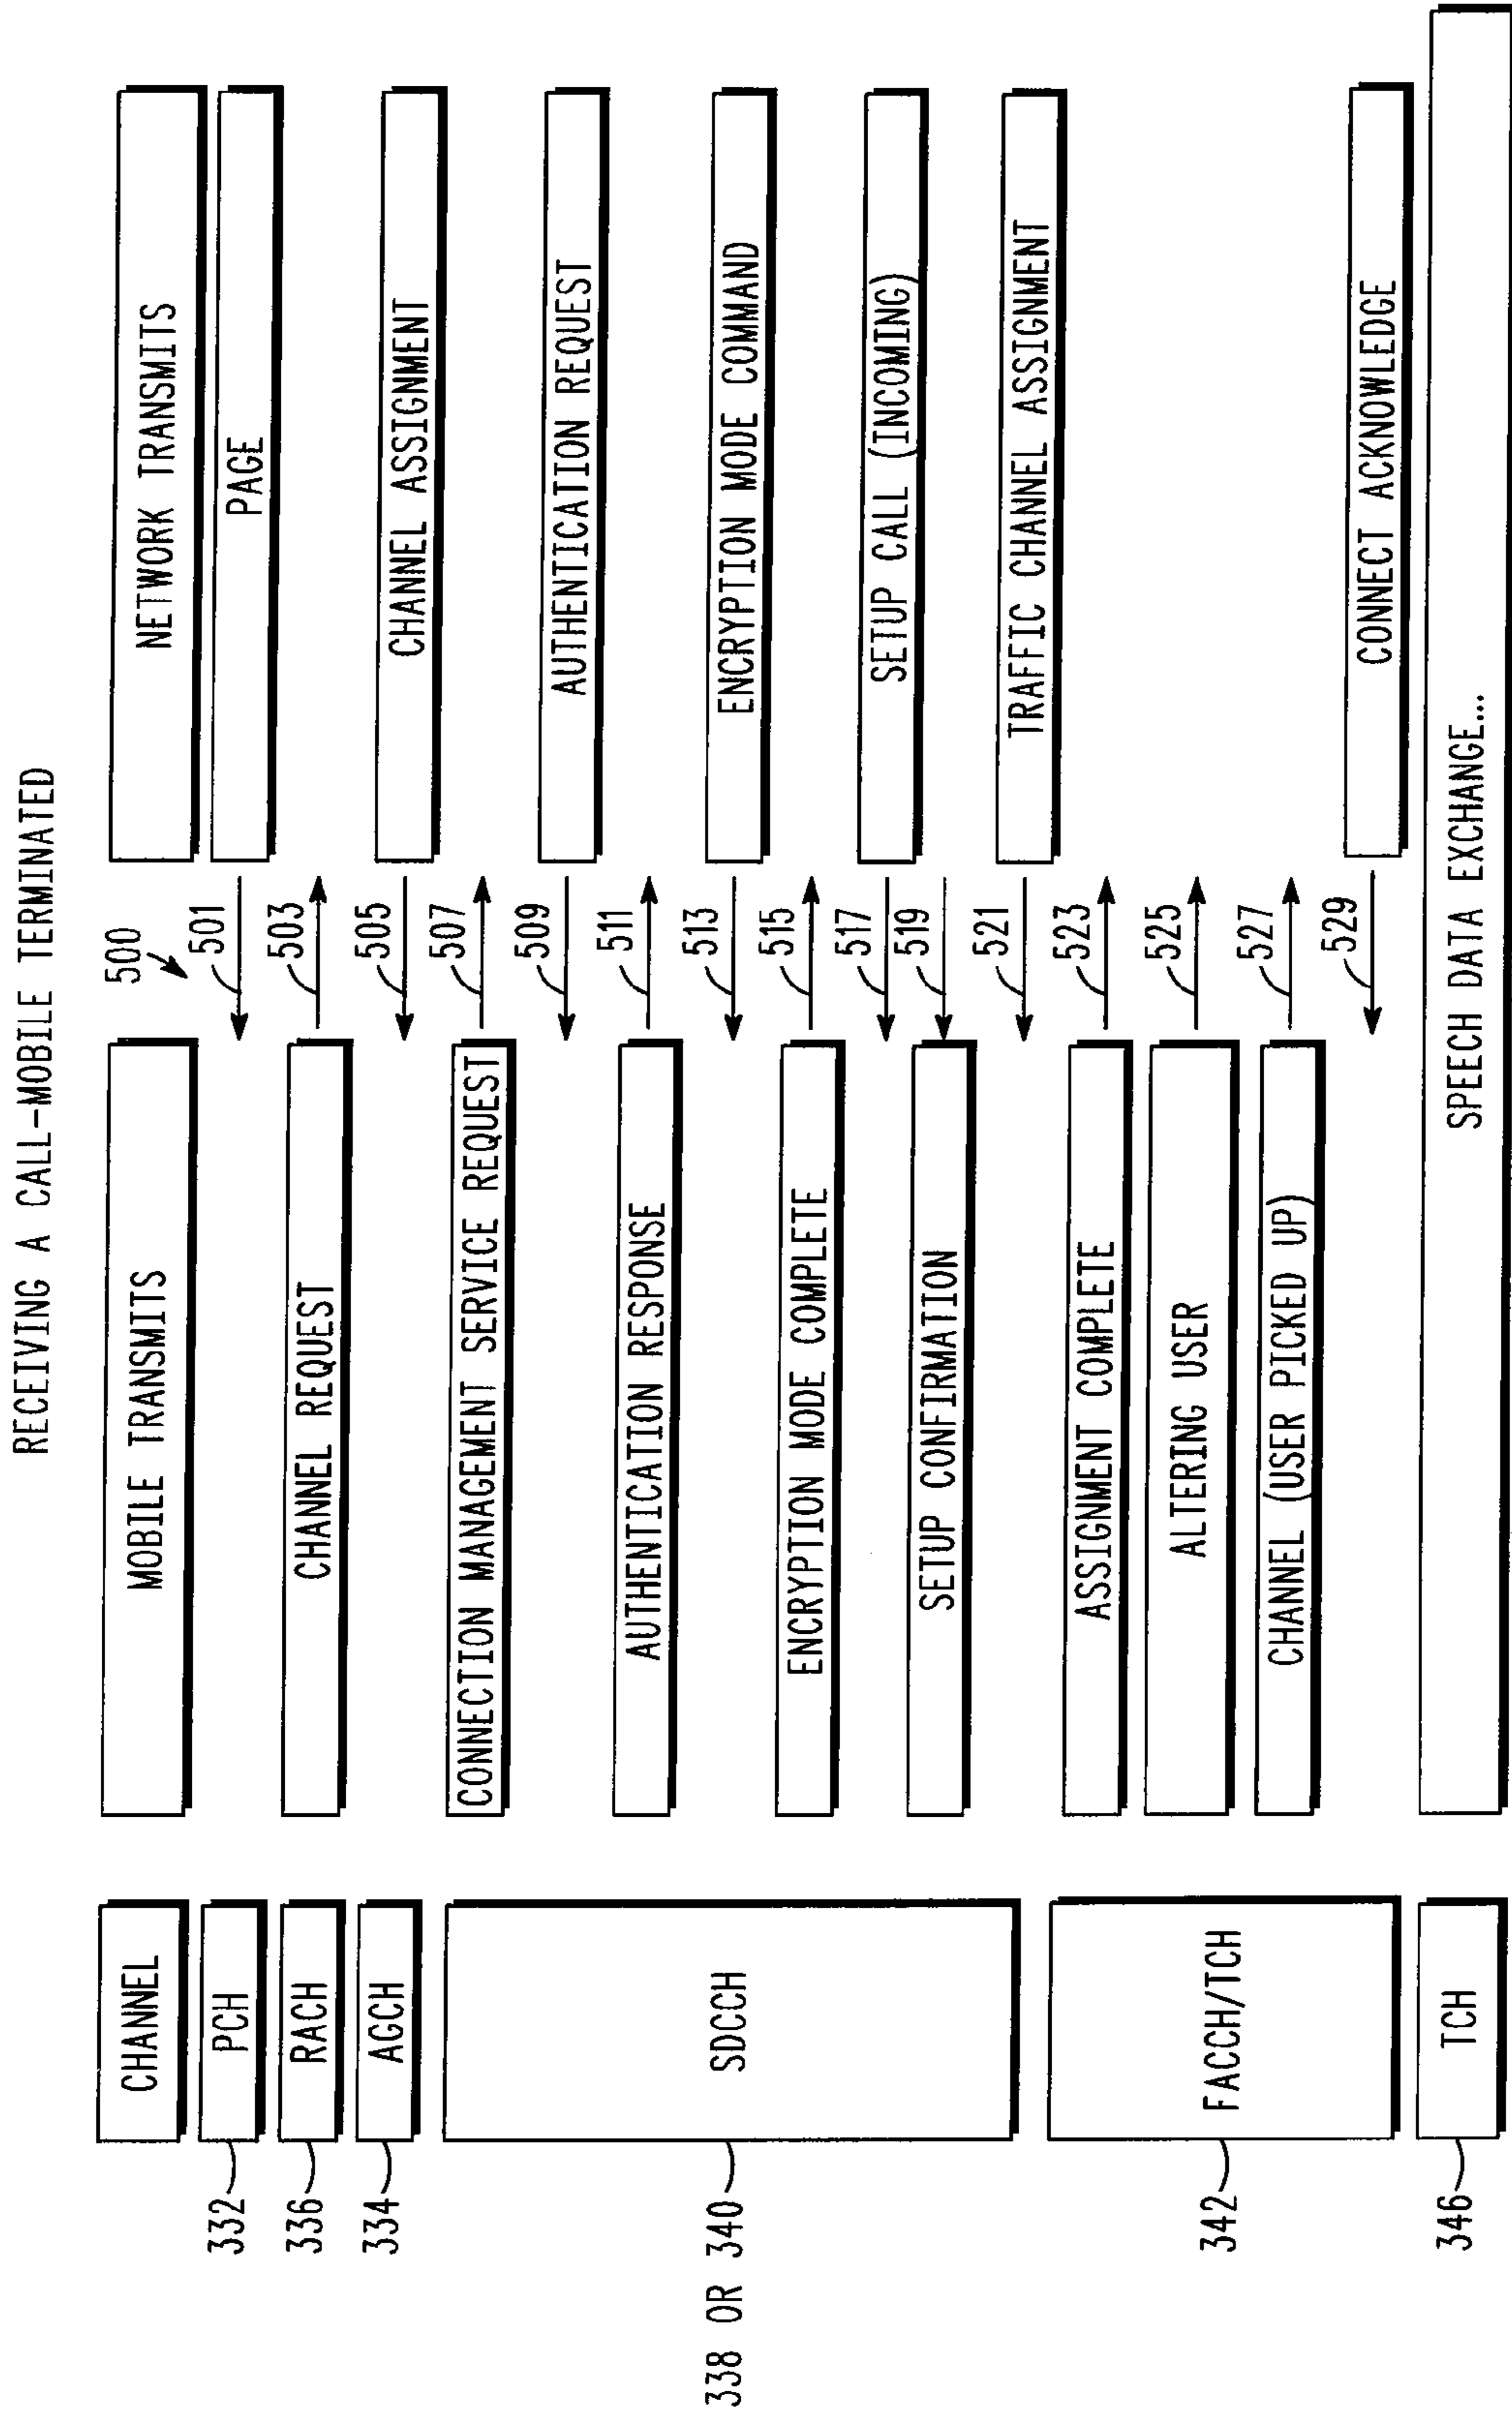 RECEIVING A CALL-MOBILE TERMINATED
500
CHANNEL
MOBILE TRANSMITS
NETWORK TRANSMITS
332
PCH
501
PAGE
336
RACH
CHANNEL REQUEST
503
334
AGCH
505
CHANNEL ASSIGNMENT
338 OR 340
SDCCH
CONNECTION MANAGEMENT SERVICE REQUEST
507
509
AUTHENTICATION REQUEST
AUTHENTICATION RESPONSE
511
513
ENCRYPTION MODE COMMAND
ENCRYPTION MODE COMPLETE
515
517
SETUP CALL (INCOMING)
SETUP CONFIRMATION
519
521
TRAFFIC CHANNEL ASSIGNMENT
342
FACCH/TCH
ASSIGNMENT COMPLETE
523
ALTERING USER
525
CHANNEL (USER PICKED UP)
527
529
CONNECT ACKNOWLEDGE
346
TCH
SPEECH DATA EXCHANGE...